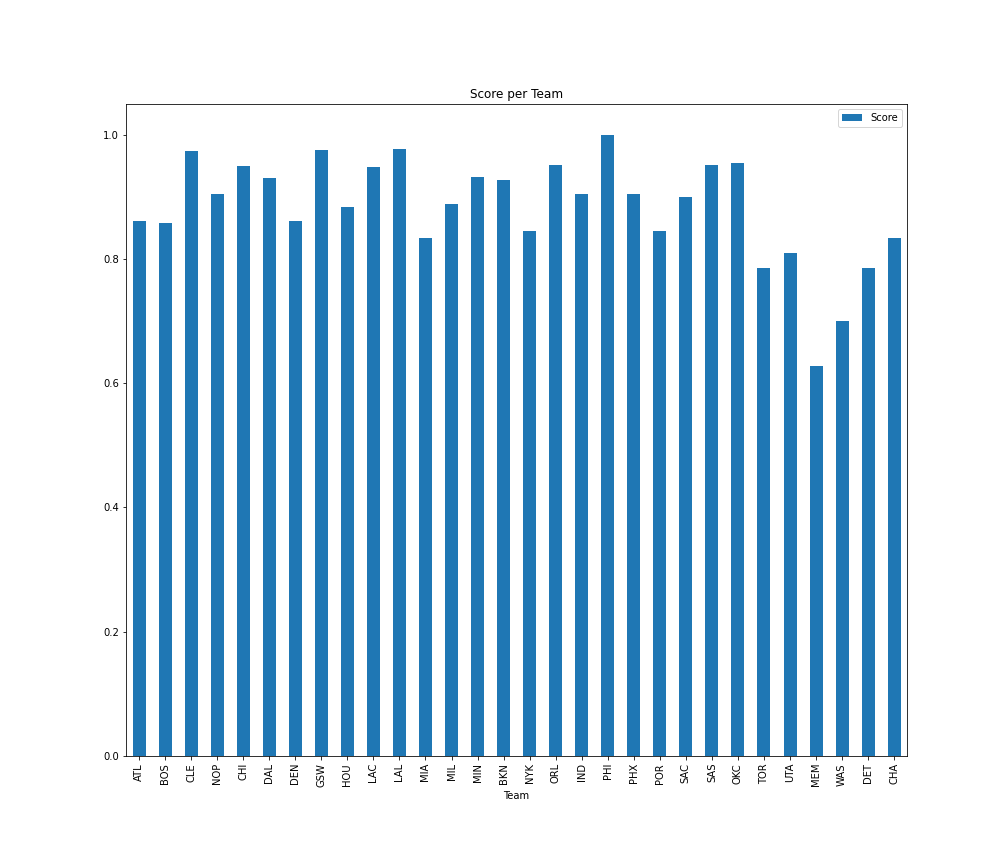 Score per Team
Score
1.0
0.8
0.6
0.4
0.2
0.0
ATL
BOS
CLE
NOP
CHI
DAL
DEN
GSW
HOU
LAC
LAL
MIA
MIL
MIN
BKN
NYK
ORL
IND
PHI
PHX
POR
SAC
SAS
OKC
TOR
UTA
MEM
WAS
DET
CHA
Team